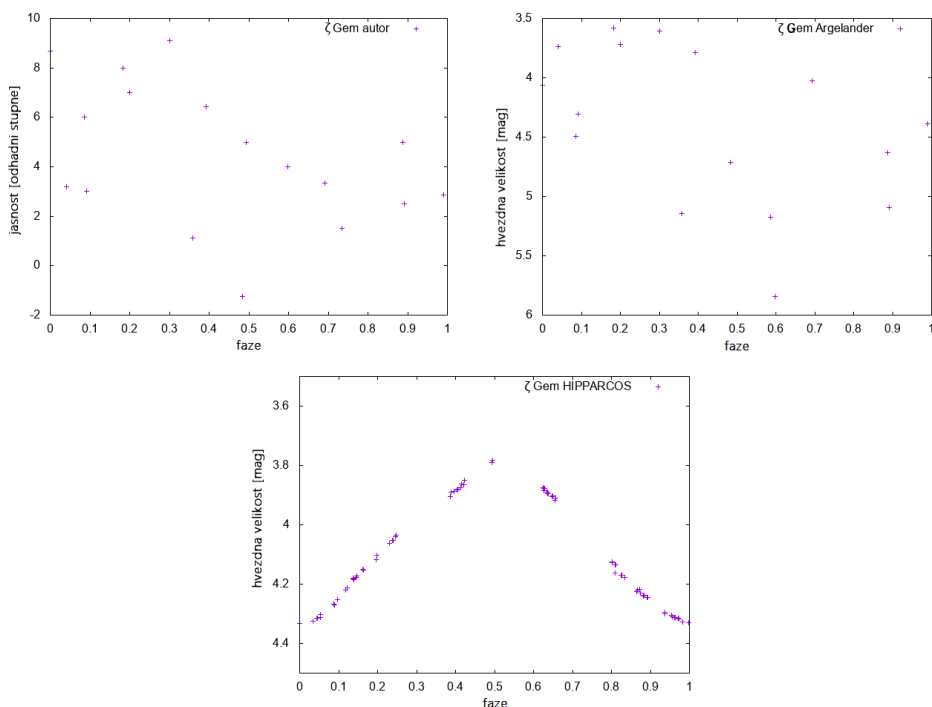 ζ Gem autor
jasnost [odhadni stupne]
10
8
6
4
2
0
-2
0 0.1 0.2 0.3 0.4 0.5 0.6 0.7 0.8 0.9 1
faze
ζ Gem Argelander
hvezdna velikost [mag]
3.5
4
4.5
5
5.5
6
0 0.1 0.2 0.3 0.4 0.5 0.6 0.7 0.8 0.9 1
faze
ζ Gem HIPPARCOS
hvezdna velikost [mag]
3.6
3.8
4
4.2
4.4
0 0.1 0.2 0.3 0.4 0.5 0.6 0.7 0.8 0.9 1
faze